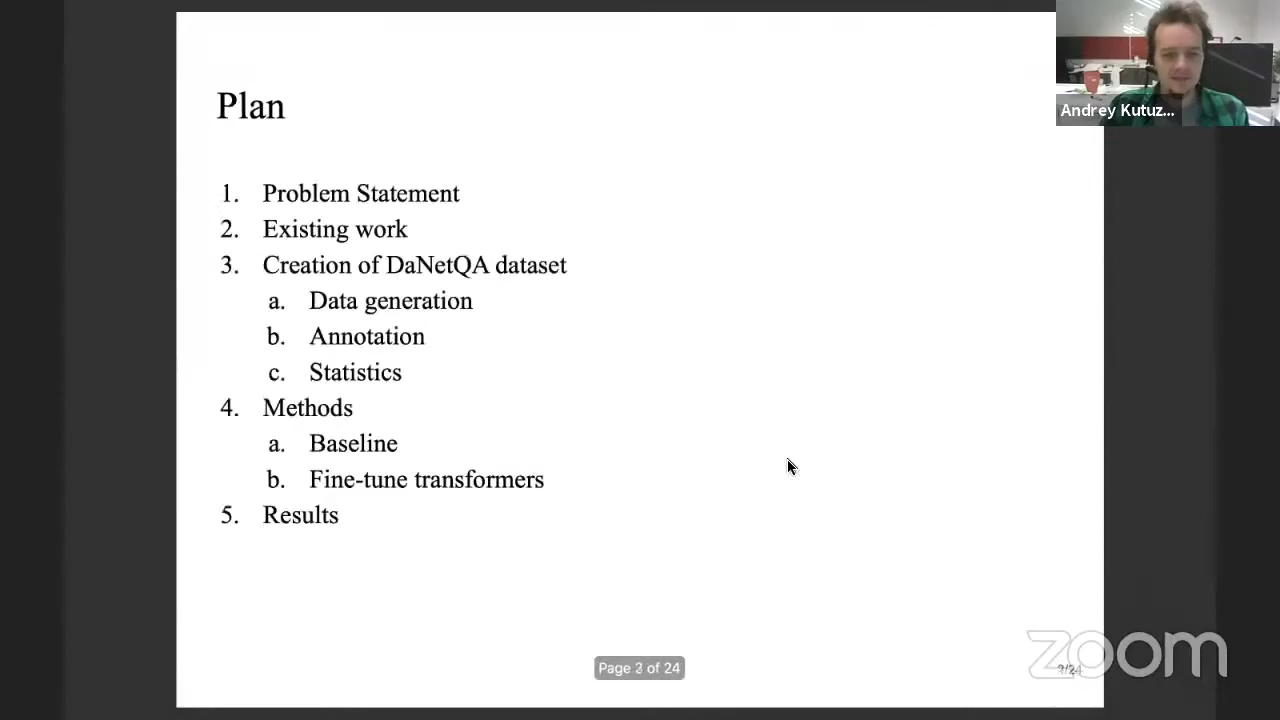 Plan
1. Problem Statement
2. Existing work
3. Creation of DaNetQA dataset
a. Data generation
b. Annotation
c. Statistics
4. Methods
a. Baseline
b. Fine-tune transformers
5. Results
Andrey Kutuz...
Page 2 of 24
zoom